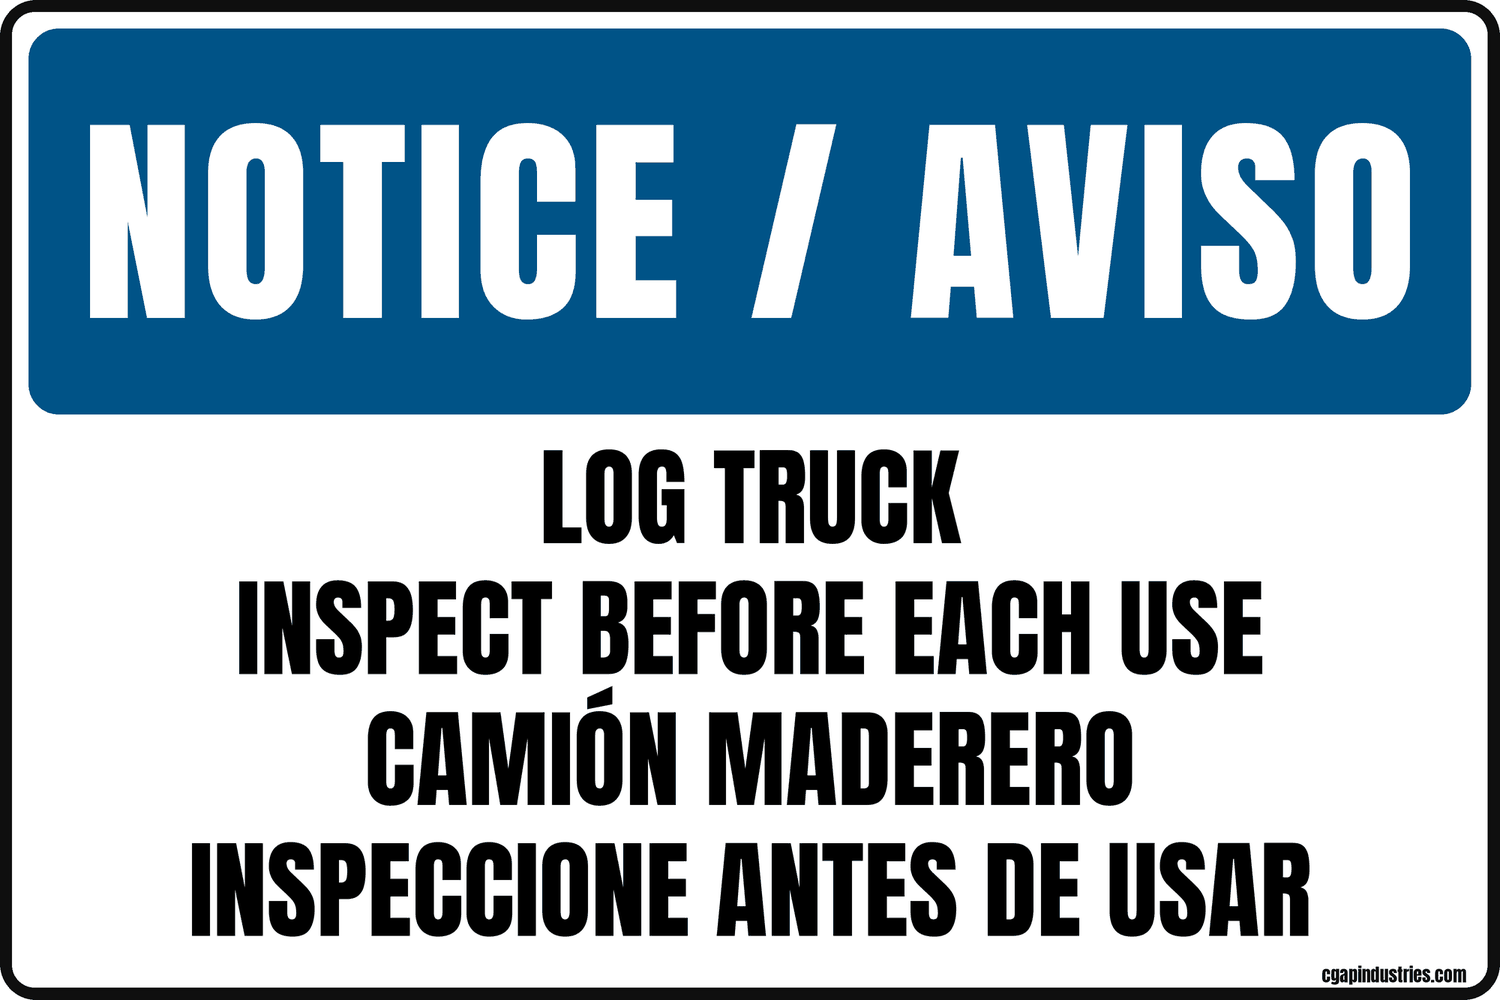 NOTICE / AVISO
LOG TRUCK
INSPECT BEFORE EACH USE
CAMIÓN MADERERO
INSPECCIONE ANTES DE USAR
cgapindustries.com